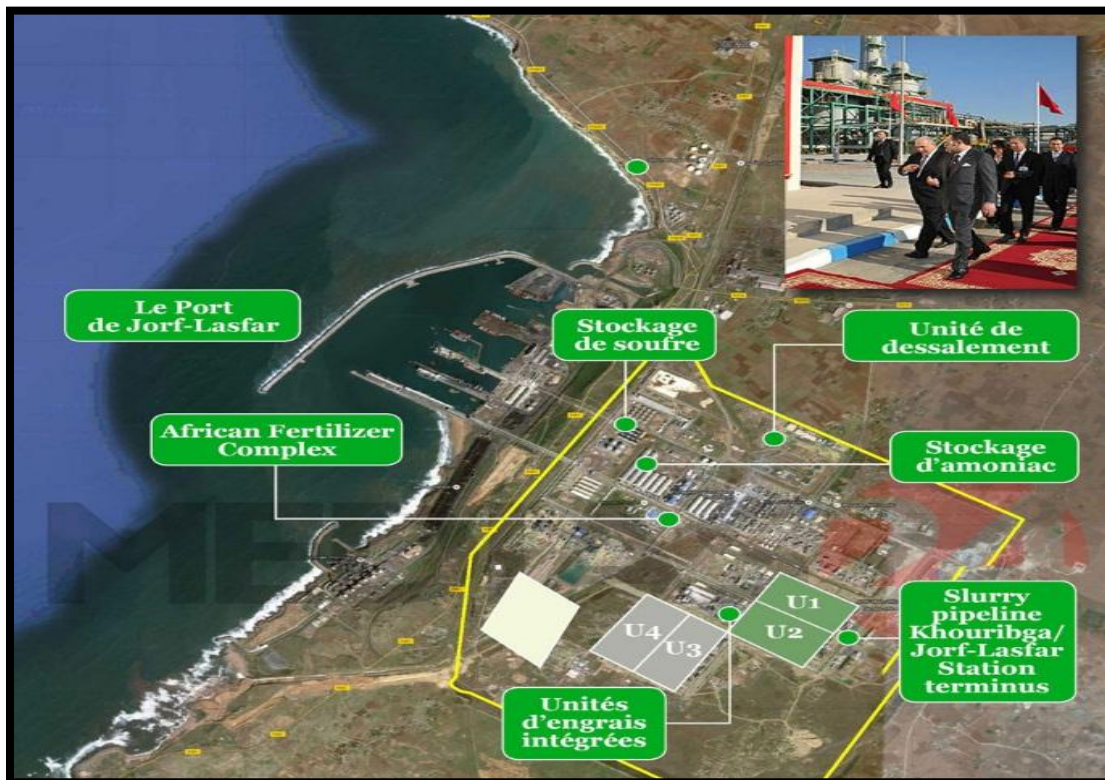 Le Port
de Jorf-Lasfar
Stockage
de soufre
Unité de
dessalement
African Fertilizer
Complex
Stockage
d'amoniac
U1
U2
U4
U3
Slurry
pipeline
Khouribga/
Jorf-Lasfar
Station
terminus
Unités
d'engrais
intégrées